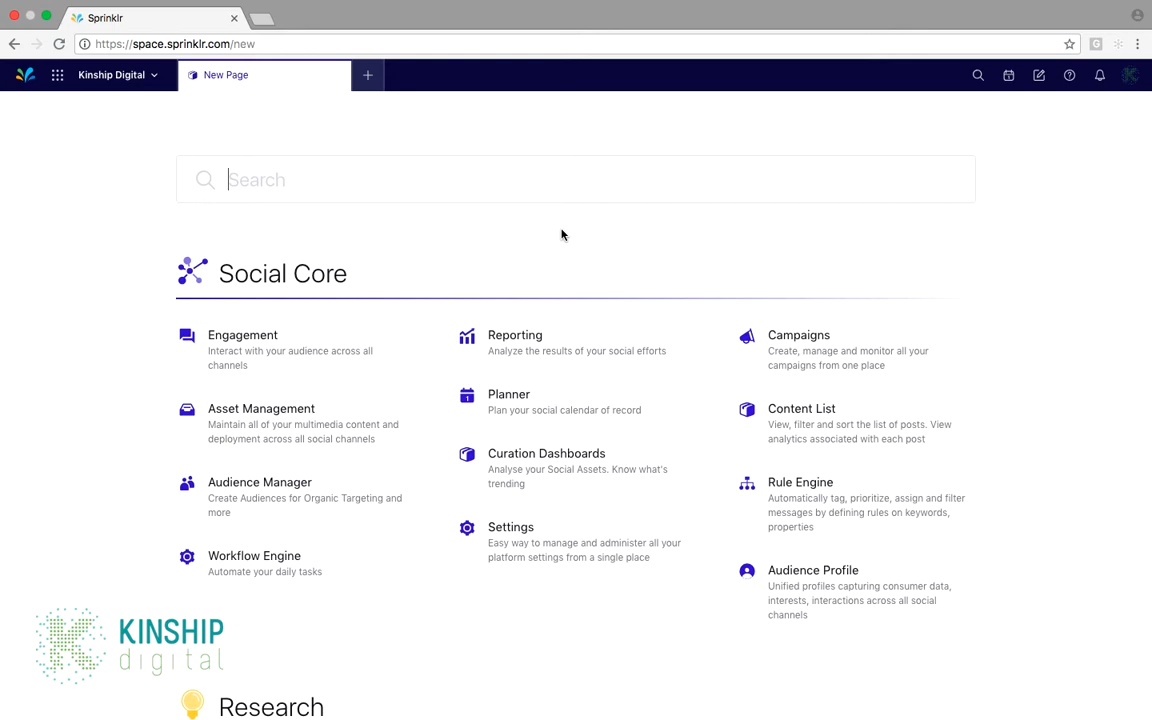 Sprinklr
https://space.sprinklr.com/new
Kinship Digital
New Page
Search
Social Core
Engagement
Interact with your audience across all
channels
Asset Management
Maintain all of your multimedia content and
deployment across all social channels
Audience Manager
Create Audiences for Organic Targeting and
more
Workflow Engine
Automate your daily tasks
Reporting
Analyze the results of your social efforts
Planner
Plan your social calendar of record
Curation Dashboards
Analyse your Social Assets. Know what's
trending
Settings
Easy way to manage and administer all your
platform settings from a single place
Campaigns
Create, manage and monitor all your
campaigns from one place
Content List
View, filter and sort the list of posts. View
analytics associated with each post
Rule Engine
Automatically tag, prioritize, assign and filter
messages by defining rules on keywords,
properties
Audience Profile
Unified profiles capturing consumer data,
interests, interactions across all social
channels
KINSHIP
digital
Research